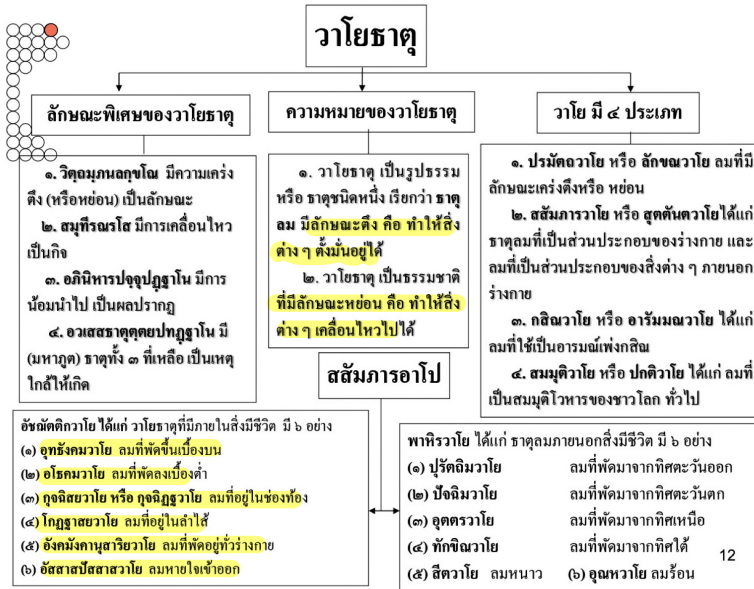 วาโยธาตุ
ลักษณะพิเศษของวาโยธาตุ
๑. วิตฺถมฺภนลกฺขโณ มีความเคร่ง
ตึง (หรือหย่อน) เป็นลักษณะ
๒. สมุทีรณรโส มีการเคลื่อนไหว
เป็นกิจ
๓. อภินิหารปจฺจุปฏฺฐาโน มีการ
น้อมนำไป เป็นผลปรากฏ
๔. อวเสสธาตุตฺตยปทฏฺฐาโน มี
(มหาภูต) ธาตุทั้ง ๓ ที่เหลือ เป็นเหตุ
ใกล้ให้เกิด
ความหมายของวาโยธาตุ
๑. วาโยธาตุ เป็นรูปธรรม
หรือ ธาตุชนิดหนึ่ง เรียกว่า ธาตุ
ลม มีลักษณะตึง คือ ทำให้สิ่ง
ต่าง ๆ ตั้งมั่นอยู่ได้
๒. วาโยธาตุ เป็นธรรมชาติ
ที่มีลักษณะหย่อน คือ ทำให้สิ่ง
ต่าง ๆ เคลื่อนไหวไปได้
วาโย มี ๔ ประเภท
๑. ปรมัตถวาโย หรือ ลักขณวาโย ลมที่มี
ลักษณะเคร่งตึงหรือ หย่อน
๒. สสัมภารวาโย หรือ สุตตันตวาโยได้แก่
ธาตุลมที่เป็นส่วนประกอบของร่างกาย และ
ลมที่เป็นส่วนประกอบของสิ่งต่าง ๆ ภายนอก
ร่างกาย
๓. กสิณวาโย หรือ อารัมมณวาโย ได้แก่
ลมที่ใช้เป็นอารมณ์เพ่งกสิณ
๔. สมมุติวาโย หรือ ปกติวาโย ได้แก่ ลมที่
เป็นสมมุติโวหารของชาวโลก ทั่วไป
สสัมภารอาโป
อัชฌัตติกวาโย ได้แก่ วาโยธาตุที่มีภายในสิ่งมีชีวิต มี ๖ อย่าง
(๑) อุทธังคมวาโย ลมที่พัดขึ้นเบื้องบน
(๒) อโธคมวาโย ลมที่พัดลงเบื้องต่ำ
(๓) กุจฉิสยวาโย หรือ กุจฉิฏฐวาโย ลมที่อยู่ในช่องท้อง
(๔) โกฏฐาสยวาโย ลมที่อยู่ในลำไส้
(๕) อังคมังคานุสาริยวาโย ลมที่พัดอยู่ทั่วร่างกาย
(๖) อัสสาสปัสสาสวาโย ลมหายใจเข้าออก
พาหิรวาโย ได้แก่ ธาตุลมภายนอกสิ่งมีชีวิต มี ๖ อย่าง
(๑) ปุรัตถิมวาโย ลมที่พัดมาจากทิศตะวันออก
(๒) ปัจฉิมวาโย ลมที่พัดมาจากทิศตะวันตก
(๓) อุตตรวาโย ลมที่พัดมาจากทิศเหนือ
(๔) ทักขิณวาโย ลมที่พัดมาจากทิศใต้
(๕) สีตวาโย ลมหนาว (๖) อุณหวาโย ลมร้อน
12